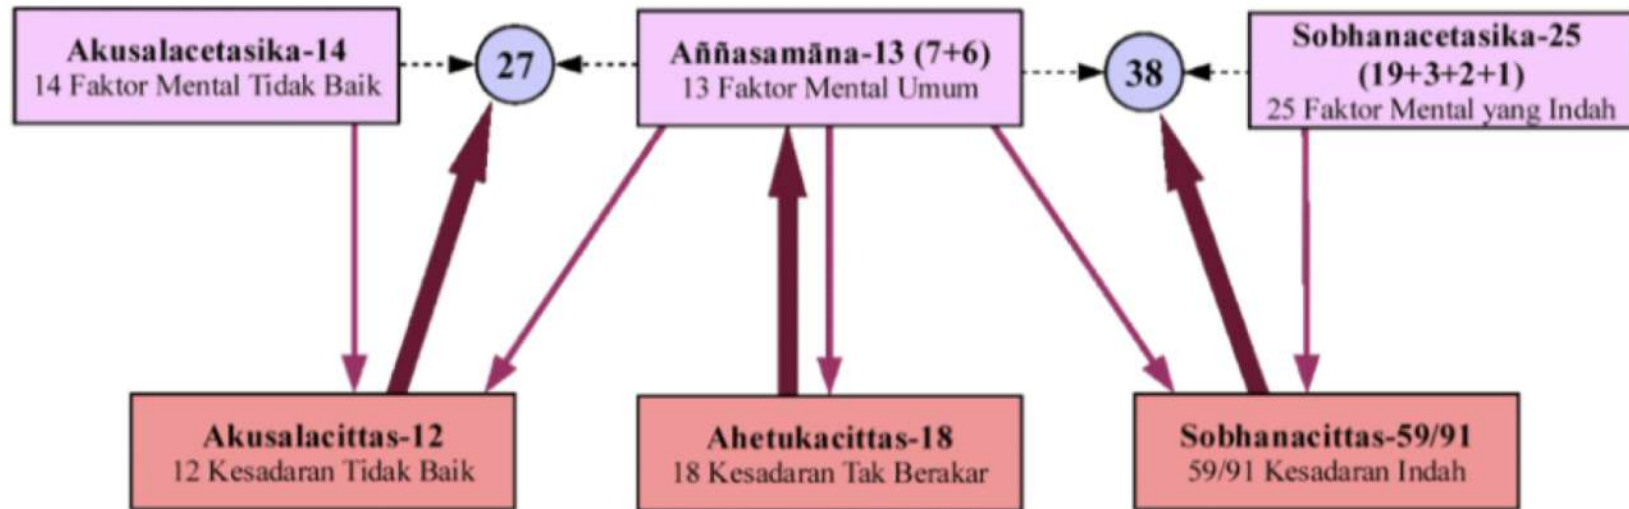 Akusalacetasika-14
14 Faktor Mental Tidak Baik
27
Aññasamāna-13 (7+6)
13 Faktor Mental Umum
38
Sobhanacetasika-25
(19+3+2+1)
25 Faktor Mental yang Indah
Akusalacittas-12
12 Kesadaran Tidak Baik
Ahetukacittas-18
18 Kesadaran Tak Berakar
Sobhanacittas-59/91
59/91 Kesadaran Indah